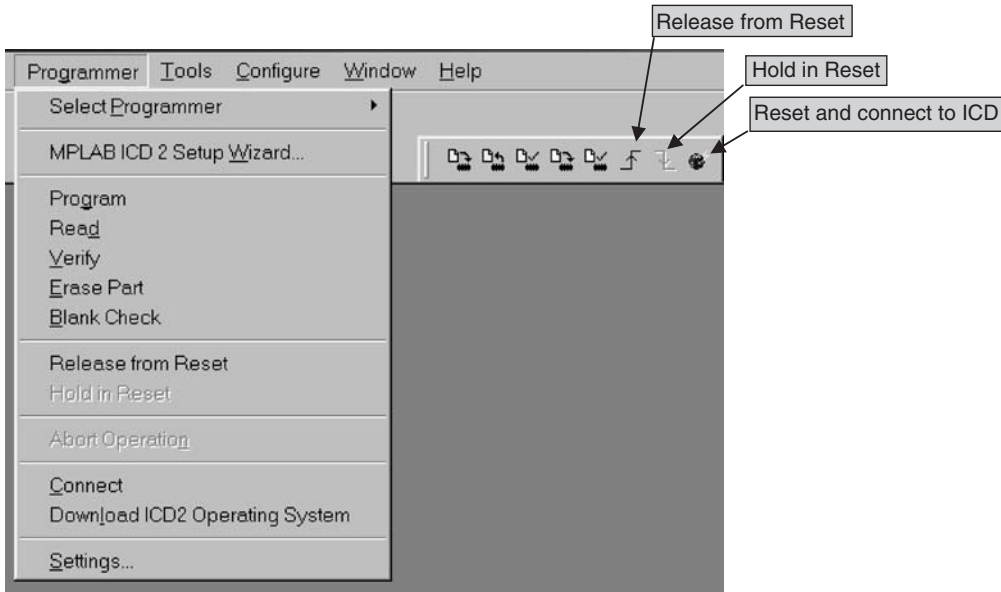 Release from Reset
Hold in Reset
Reset and connect to ICD
Programmer Tools Configure Window Help
Select Programmer
MPLAB ICD 2 Setup Wizard...
Program
Read
Verify
Erase Part
Blank Check
Release from Reset
Hold in Reset
Abort Operation
Connect
Download ICD2 Operating System
Settings...